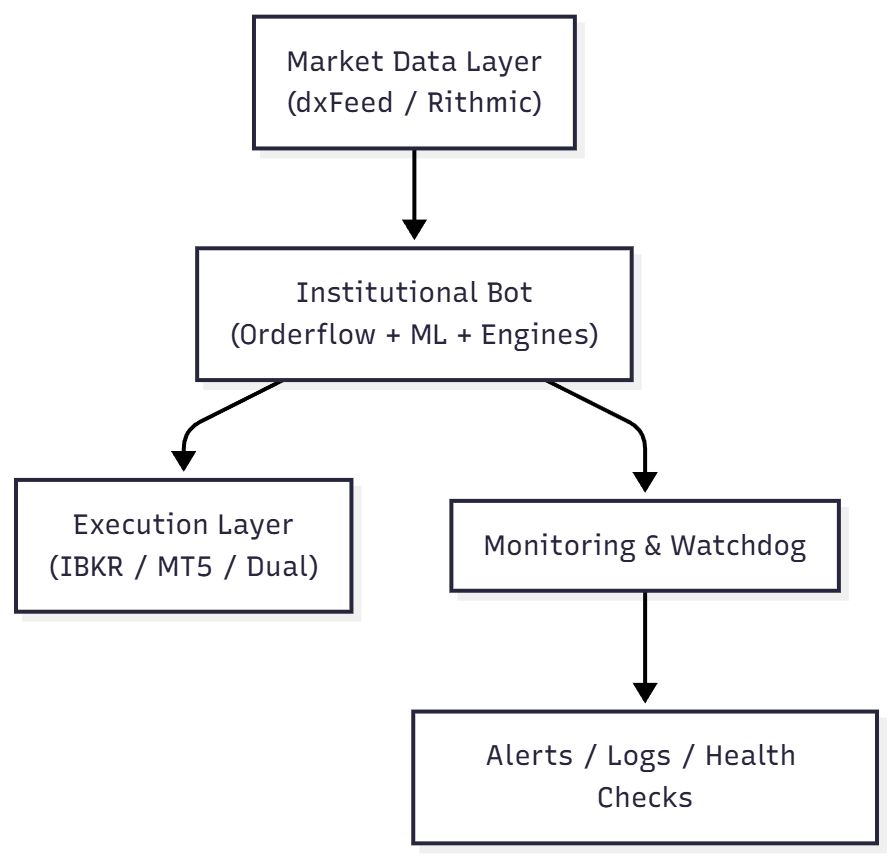 Market Data Layer
(dxFeed / Rithmic)
Institutional Bot
(Orderflow + ML + Engines)
Execution Layer
(IBKR / MT5 / Dual)
Monitoring & Watchdog
Alerts / Logs / Health
Checks